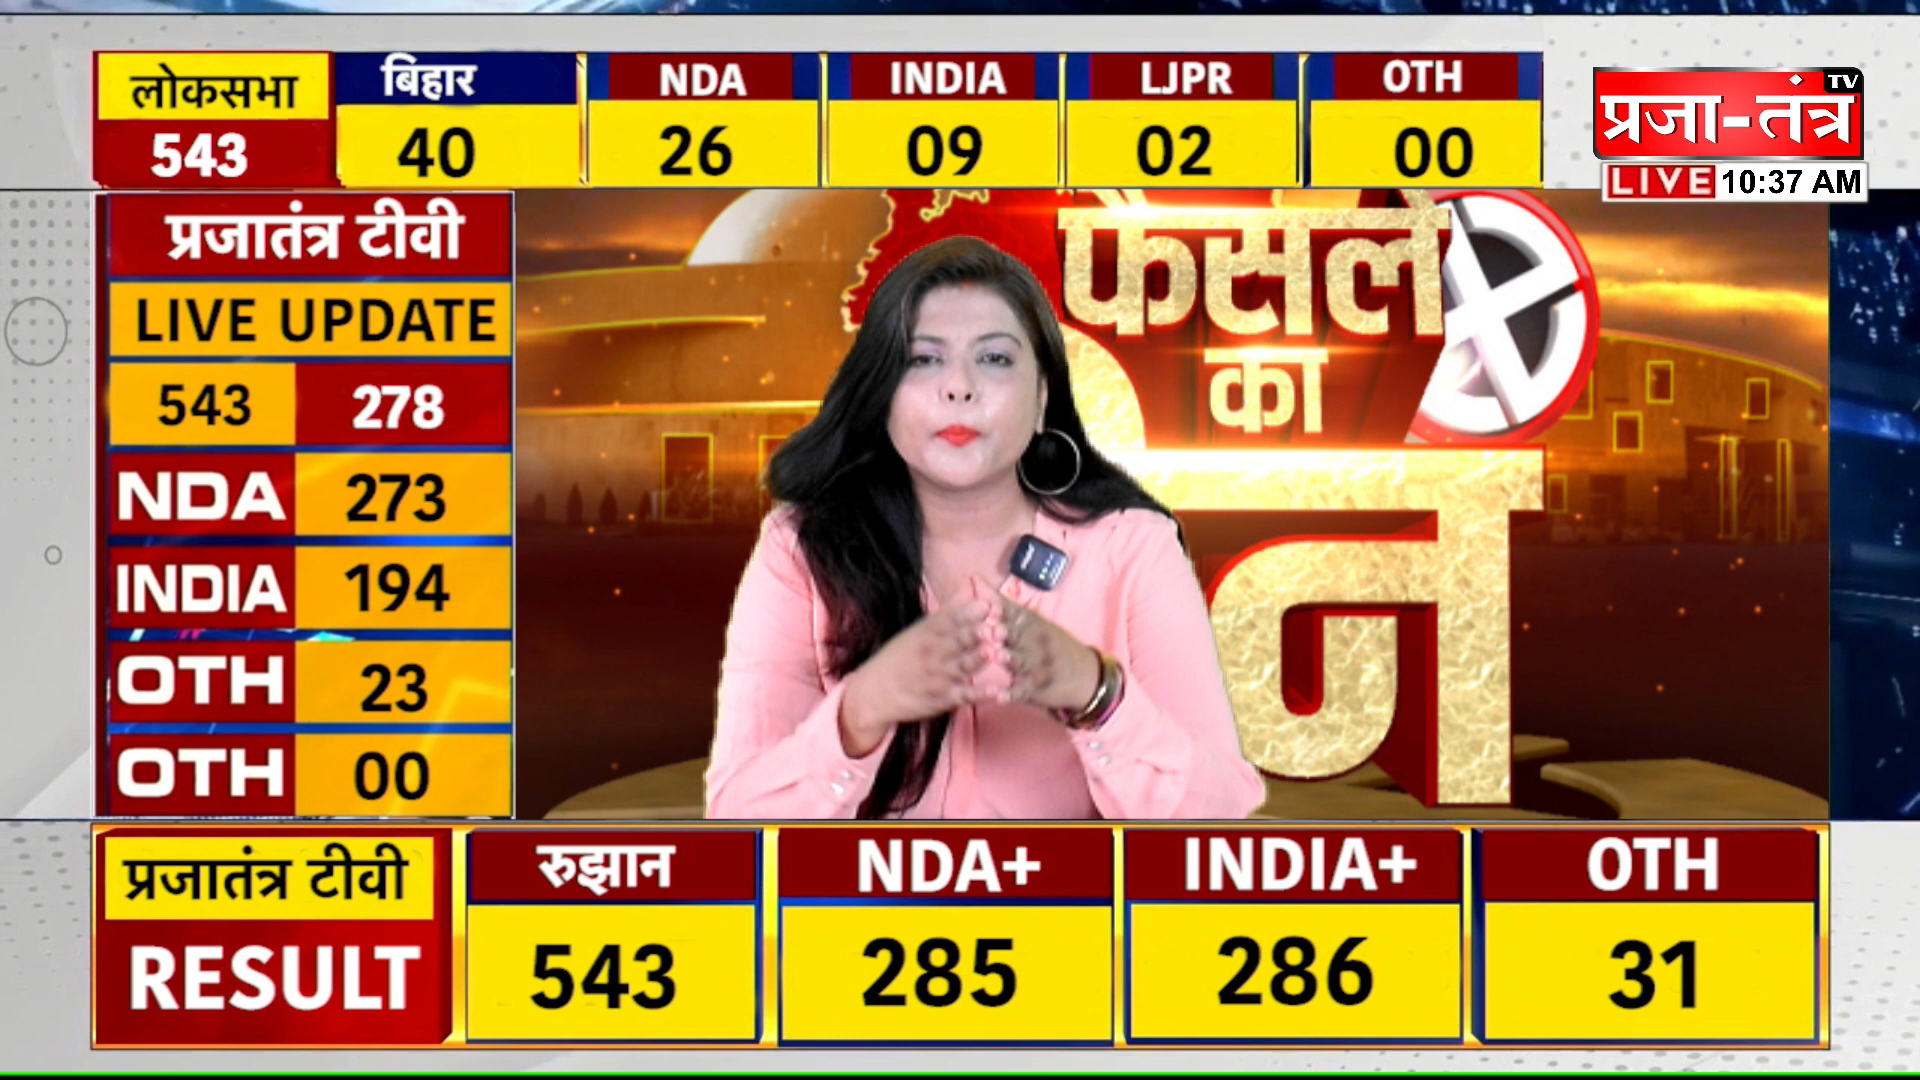 लोकसभा बिहार NDA INDIA LJPR OTH
543 40 26 09 02 00
प्रजा-तंत्र TV
LIVE 10:37 AM
प्रजातंत्र टीवी
LIVE UPDATE
543 278
NDA 273
INDIA 194
OTH 23
OTH 00
फैसले
का
प्रजातंत्र टीवी रुझान NDA+ INDIA+ OTH
RESULT 543 285 286 31